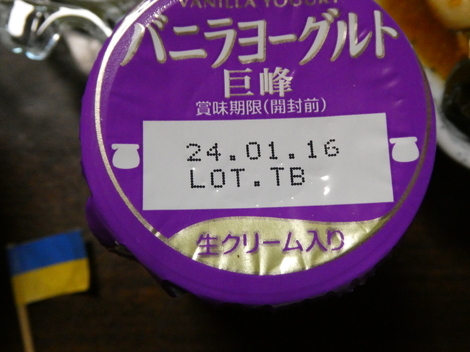 VANILLA YOGURT
バニラヨーグルト
巨峰
賞味期限(開封前)
24.01.16
LOT.TB
生クリーム入り